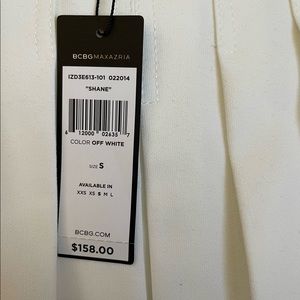 BCBGMAXAZRIA
IZD3E613-101 022014
"SHANE"
6 12000 02635 7
COLOR OFF WHITE
SIZE S
AVAILABLE IN
XXS XS S M L
BCBG.COM
$158.00